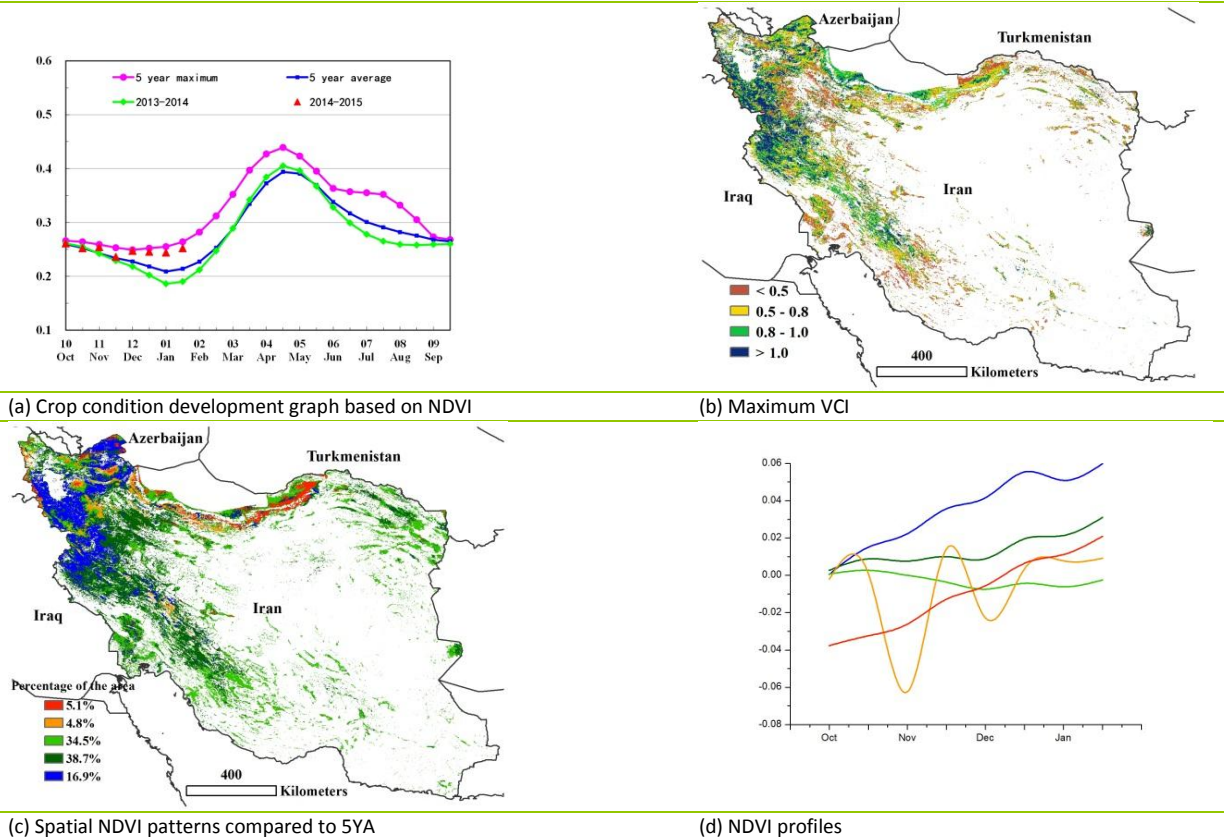 0.6
0.5
0.4
0.3
0.2
0.1
5 year maximum
5 year average
2013-2014
2014-2015
10 11 12 01 02 03 04 05 06 07 08 09
Oct Nov Dec Jan Feb Mar Apr May Jun Jul Aug Sep
Azerbaijan
Turkmenistan
Iraq
Iran
< 0.5
0.5 - 0.8
0.8 - 1.0
> 1.0
400
Kilometers
(a) Crop condition development graph based on NDVI
(b) Maximum VCI
Azerbaijan
Turkmenistan
Iraq
Iran
Percentage of the area
5.1%
4.8%
34.5%
38.7%
16.9%
400
Kilometers
0.06
0.04
0.02
0.00
-0.02
-0.04
-0.06
-0.08
Oct Nov Dec Jan
(c) Spatial NDVI patterns compared to 5YA
(d) NDVI profiles